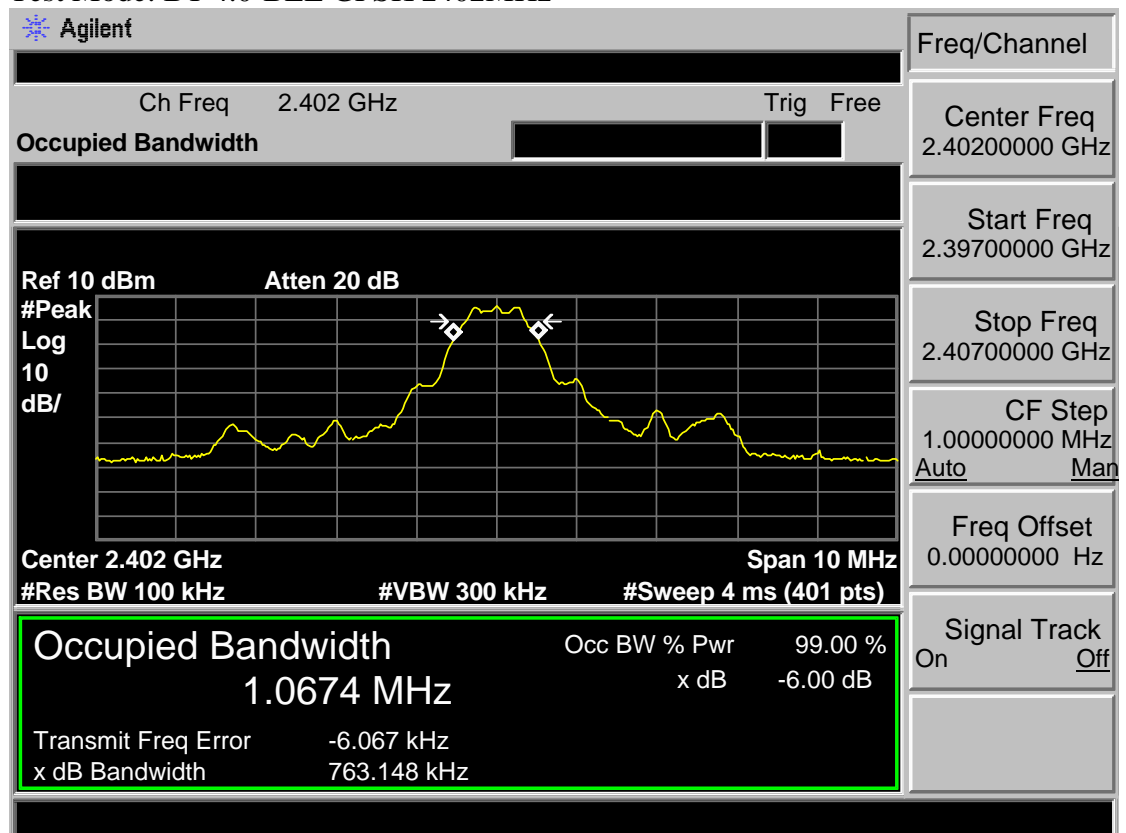 Agilent
Freq/Channel
Ch Freq 2.402 GHz Trig Free
Occupied Bandwidth
Center Freq
2.40200000 GHz
Start Freq
2.39700000 GHz
Stop Freq
2.40700000 GHz
CF Step
1.00000000 MHz
Auto Man
Freq Offset
0.00000000 Hz
Signal Track
On Off
Ref 10 dBm Atten 20 dB
#Peak
Log
10
dB/
Center 2.402 GHz Span 10 MHz
#Res BW 100 kHz #VBW 300 kHz #Sweep 4 ms (401 pts)
Occupied Bandwidth
1.0674 MHz
Occ BW % Pwr 99.00 %
x dB -6.00 dB
Transmit Freq Error -6.067 kHz
x dB Bandwidth 763.148 kHz